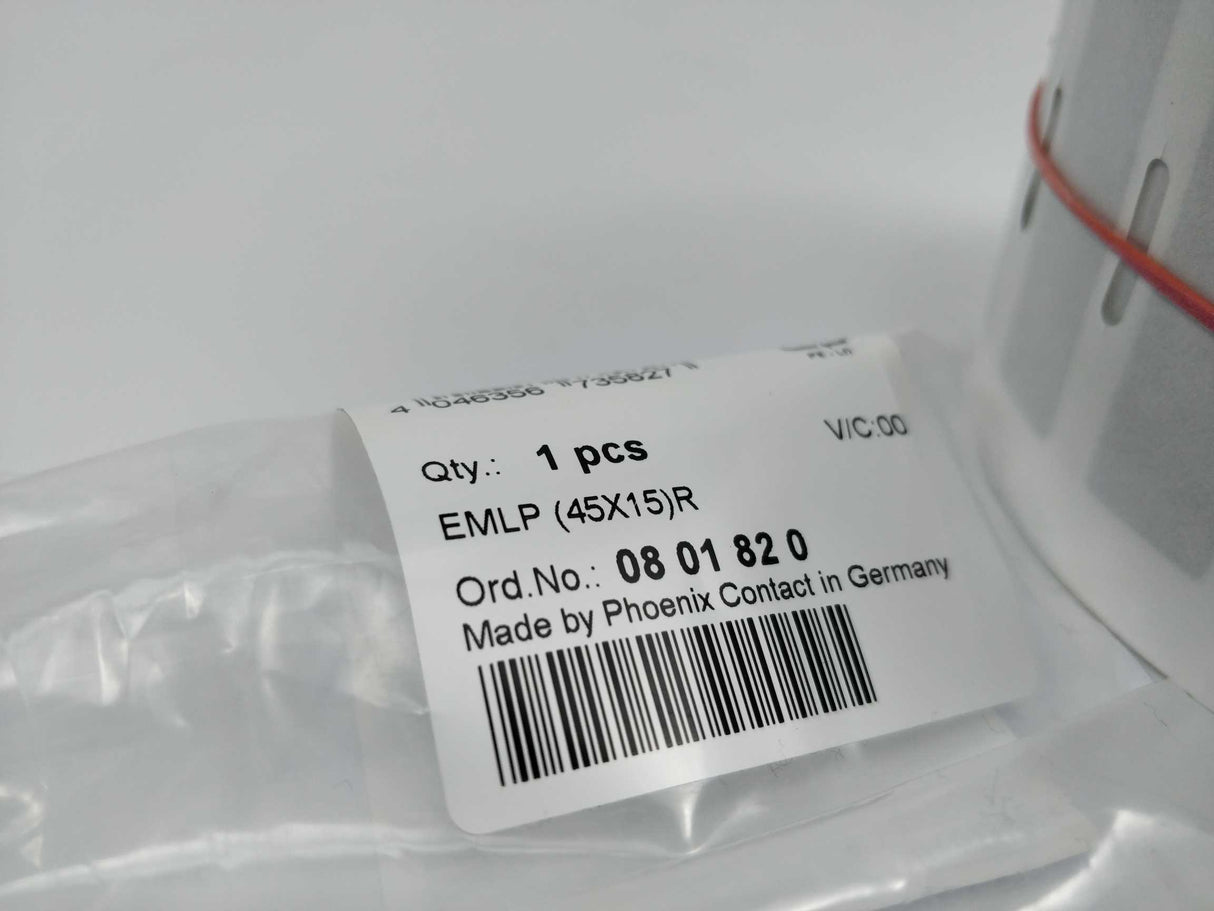 4 046356 735827
V/C:00
Qty.: 1 pcs
EMLP (45X15)R
Ord.No.: 08 01 82 0
Made by Phoenix Contact in Germany